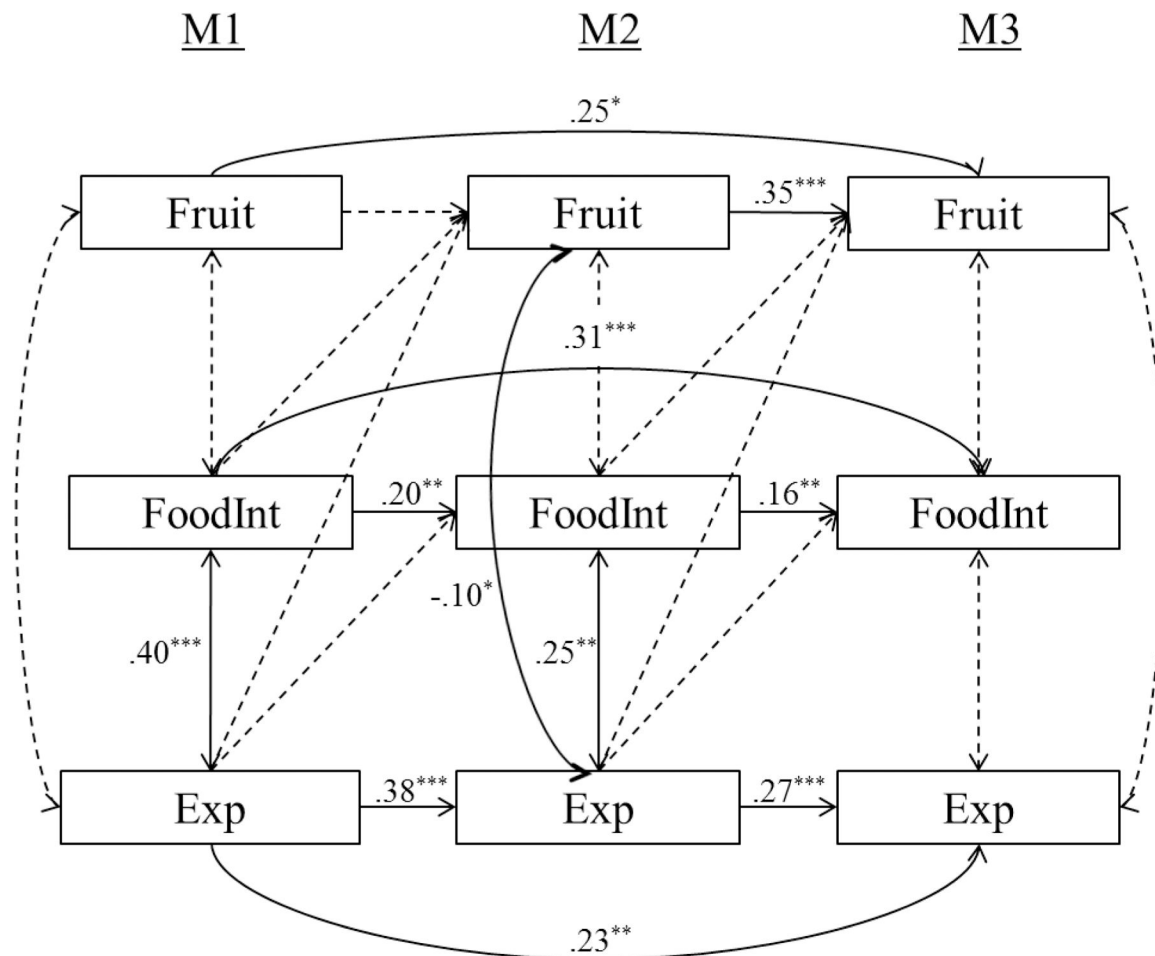 M1 M2 M3
.25*
Fruit Fruit .35*** Fruit
.31***
FoodInt .20** FoodInt .16** FoodInt
-.10*
.40*** .25**
Exp .38*** Exp .27*** Exp
.23**